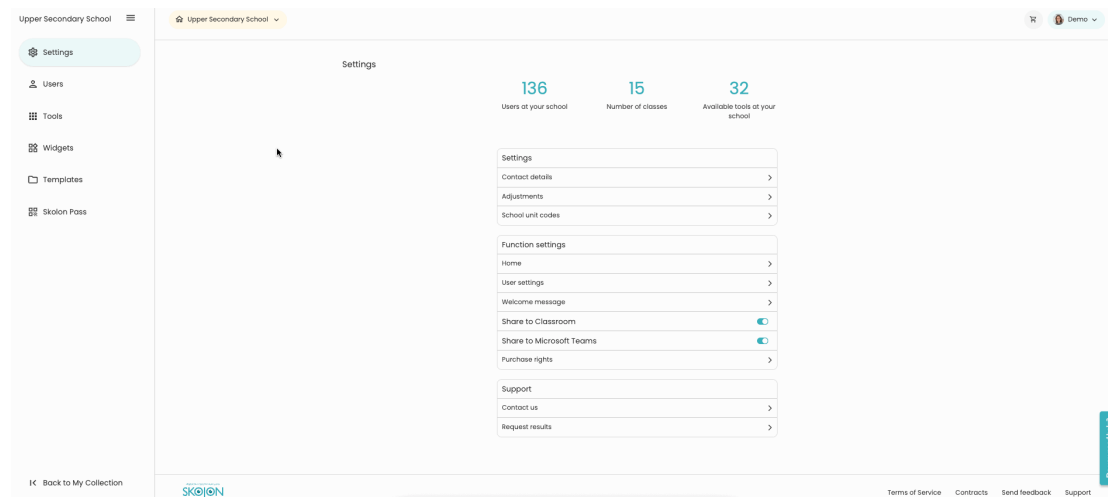 Upper Secondary School
Settings
Users
Tools
Widgets
Templates
Skolon Pass
Back to My Collection
Upper Secondary School
Demo
Settings
136
Users at your school
15
Number of classes
32
Available tools at your
school
Settings
Contact details
Adjustments
School unit codes
Function settings
Home
User settings
Welcome message
Share to Classroom
Share to Microsoft Teams
Purchase rights
Support
Contact us
Request results
SKOLON
Terms of Service
Contracts
Send feedback
Support